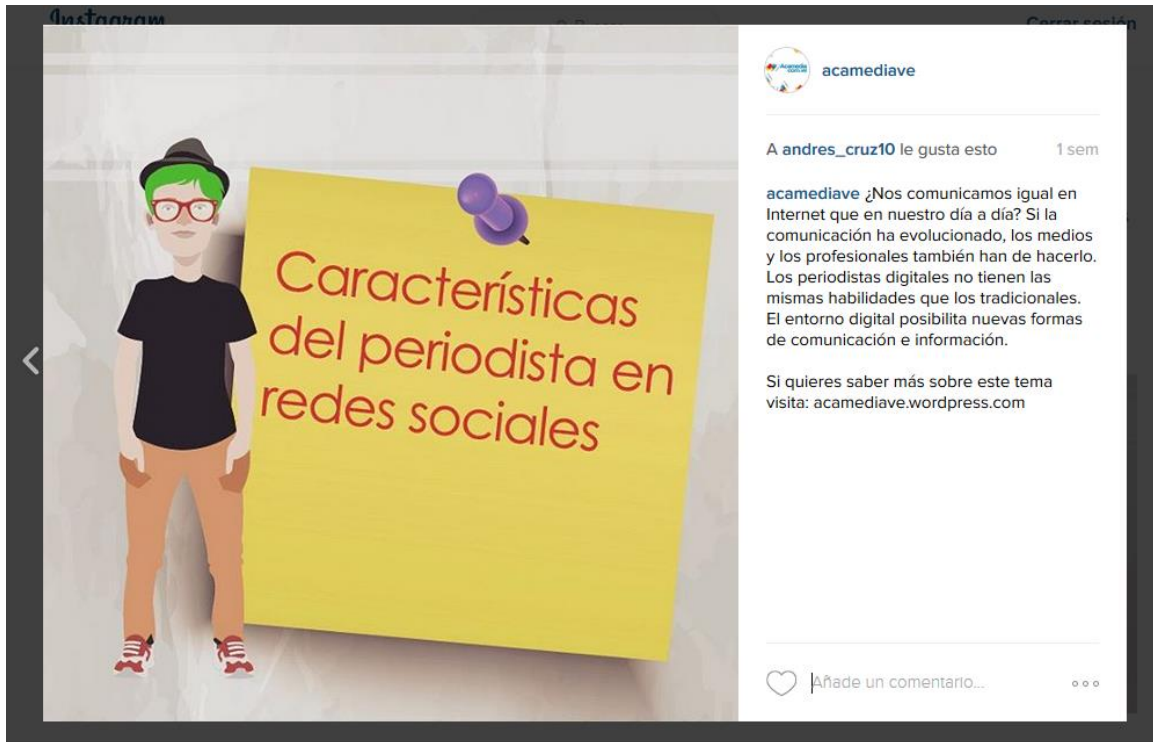 Instagram
Cerrar sesión
Características
del periodista en
redes sociales
acamediave
A andres_cruz10 le gusta esto 1 sem
acamediave ¿Nos comunicamos igual en
Internet que en nuestro día a día? Si la
comunicación ha evolucionado, los medios
y los profesionales también han de hacerlo.
Los periodistas digitales no tienen las
mismas habilidades que los tradicionales.
El entorno digital posibilita nuevas formas
de comunicación e información.
Si quieres saber más sobre este tema
visita: acamediave.wordpress.com
Añade un comentario...